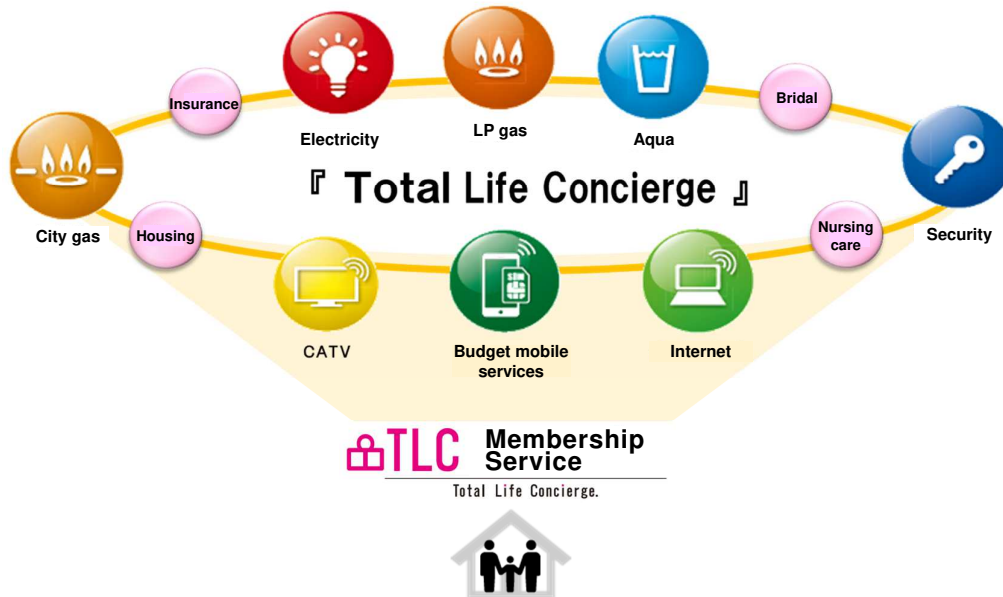 Insurance
Bridal
Electricity
LP gas
Aqua
『 Total Life Concierge 』
City gas
Housing
Nursing
care
Security
SIM
CATV
Budget mobile
services
Internet
TLC Membership
Service
Total Life Concierge.